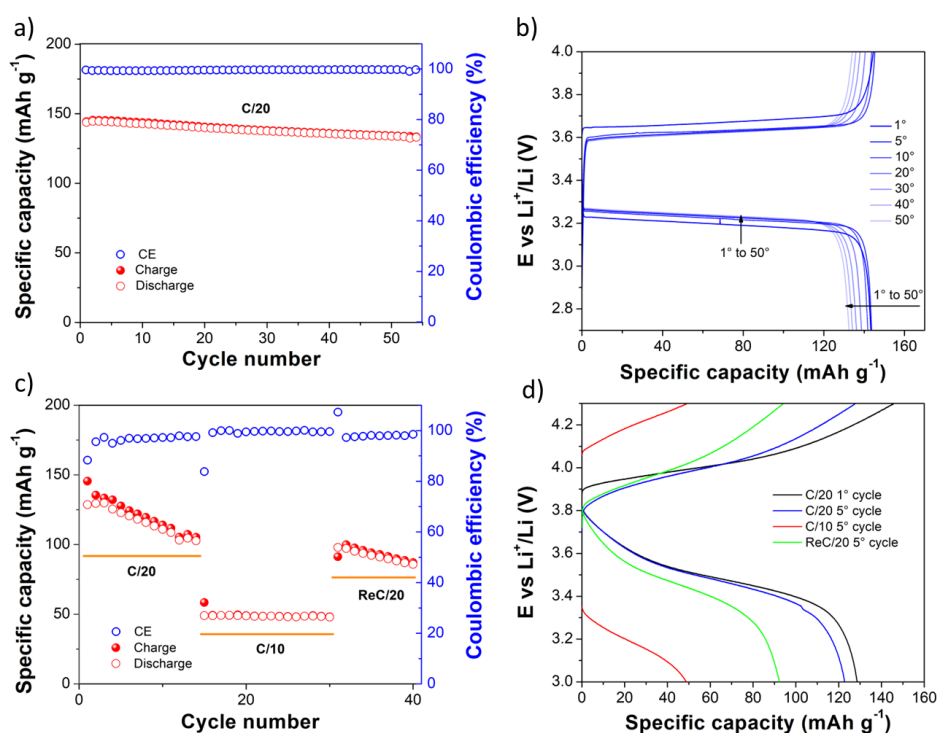 a)
200
150
100
50
0
Specific capacity (mAh g⁻¹)
C/20
CE
Charge
Discharge
0 10 20 30 40 50
Cycle number
100
80
60
40
20
0
Coulombic efficiency (%)
b)
4.0
3.8
3.6
3.4
3.2
3.0
2.8
E vs Li⁺/Li (V)
1°
5°
10°
20°
30°
40°
50°
1° to 50°
1° to 50°
0 40 80 120 160
Specific capacity (mAh g⁻¹)
c)
200
150
100
50
0
Specific capacity (mAh g⁻¹)
C/20
C/10
ReC/20
CE
Charge
Discharge
0 10 20 30 40
Cycle number
100
80
60
40
20
0
Coulombic efficiency (%)
d)
4.2
3.9
3.6
3.3
3.0
E vs Li⁺/Li (V)
C/20 1° cycle
C/20 5° cycle
C/10 5° cycle
ReC/20 5° cycle
0 20 40 60 80 100 120 140 160
Specific capacity (mAh g⁻¹)